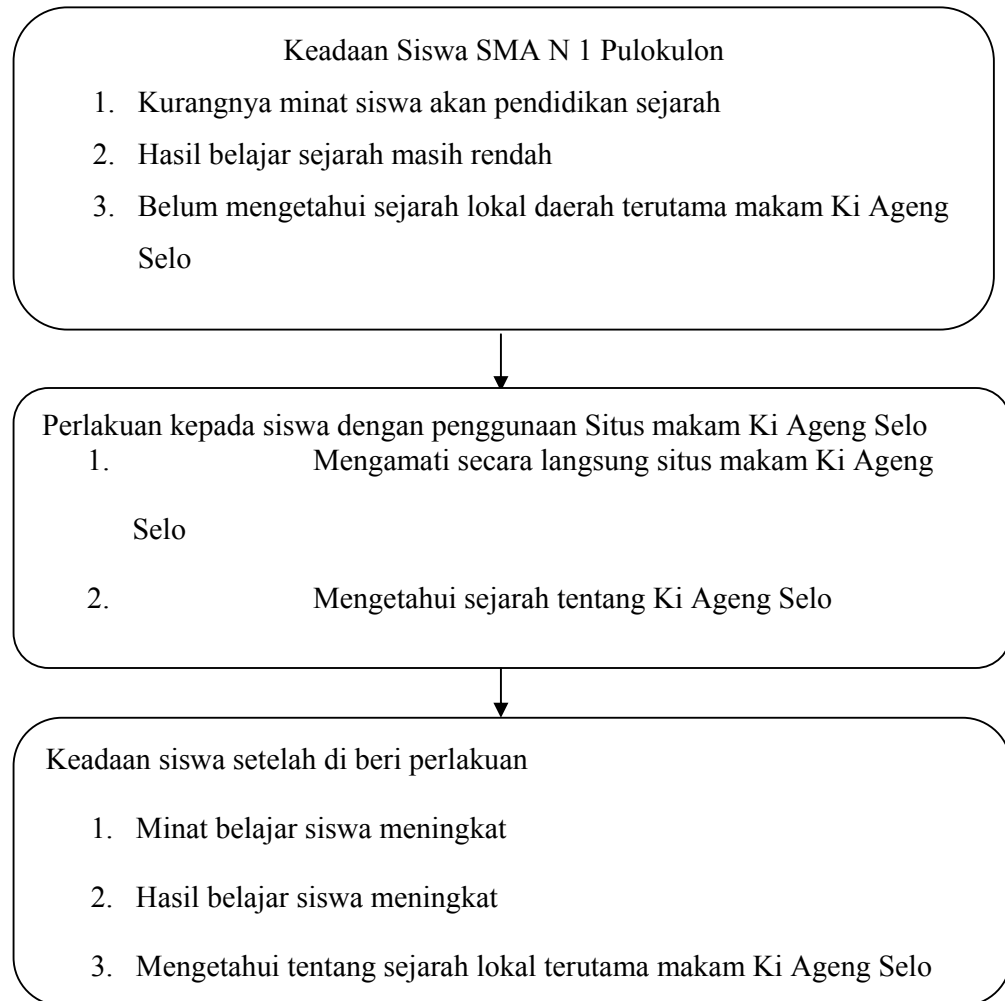 Keadaan Siswa SMA N 1 Pulokulon
1. Kurangnya minat siswa akan pendidikan sejarah
2. Hasil belajar sejarah masih rendah
3. Belum mengetahui sejarah lokal daerah terutama makam Ki Ageng
Selo
Perlakuan kepada siswa dengan penggunaan Situs makam Ki Ageng Selo
1. Mengamati secara langsung situs makam Ki Ageng
Selo
2. Mengetahui sejarah tentang Ki Ageng Selo
Keadaan siswa setelah di beri perlakuan
1. Minat belajar siswa meningkat
2. Hasil belajar siswa meningkat
3. Mengetahui tentang sejarah lokal terutama makam Ki Ageng Selo